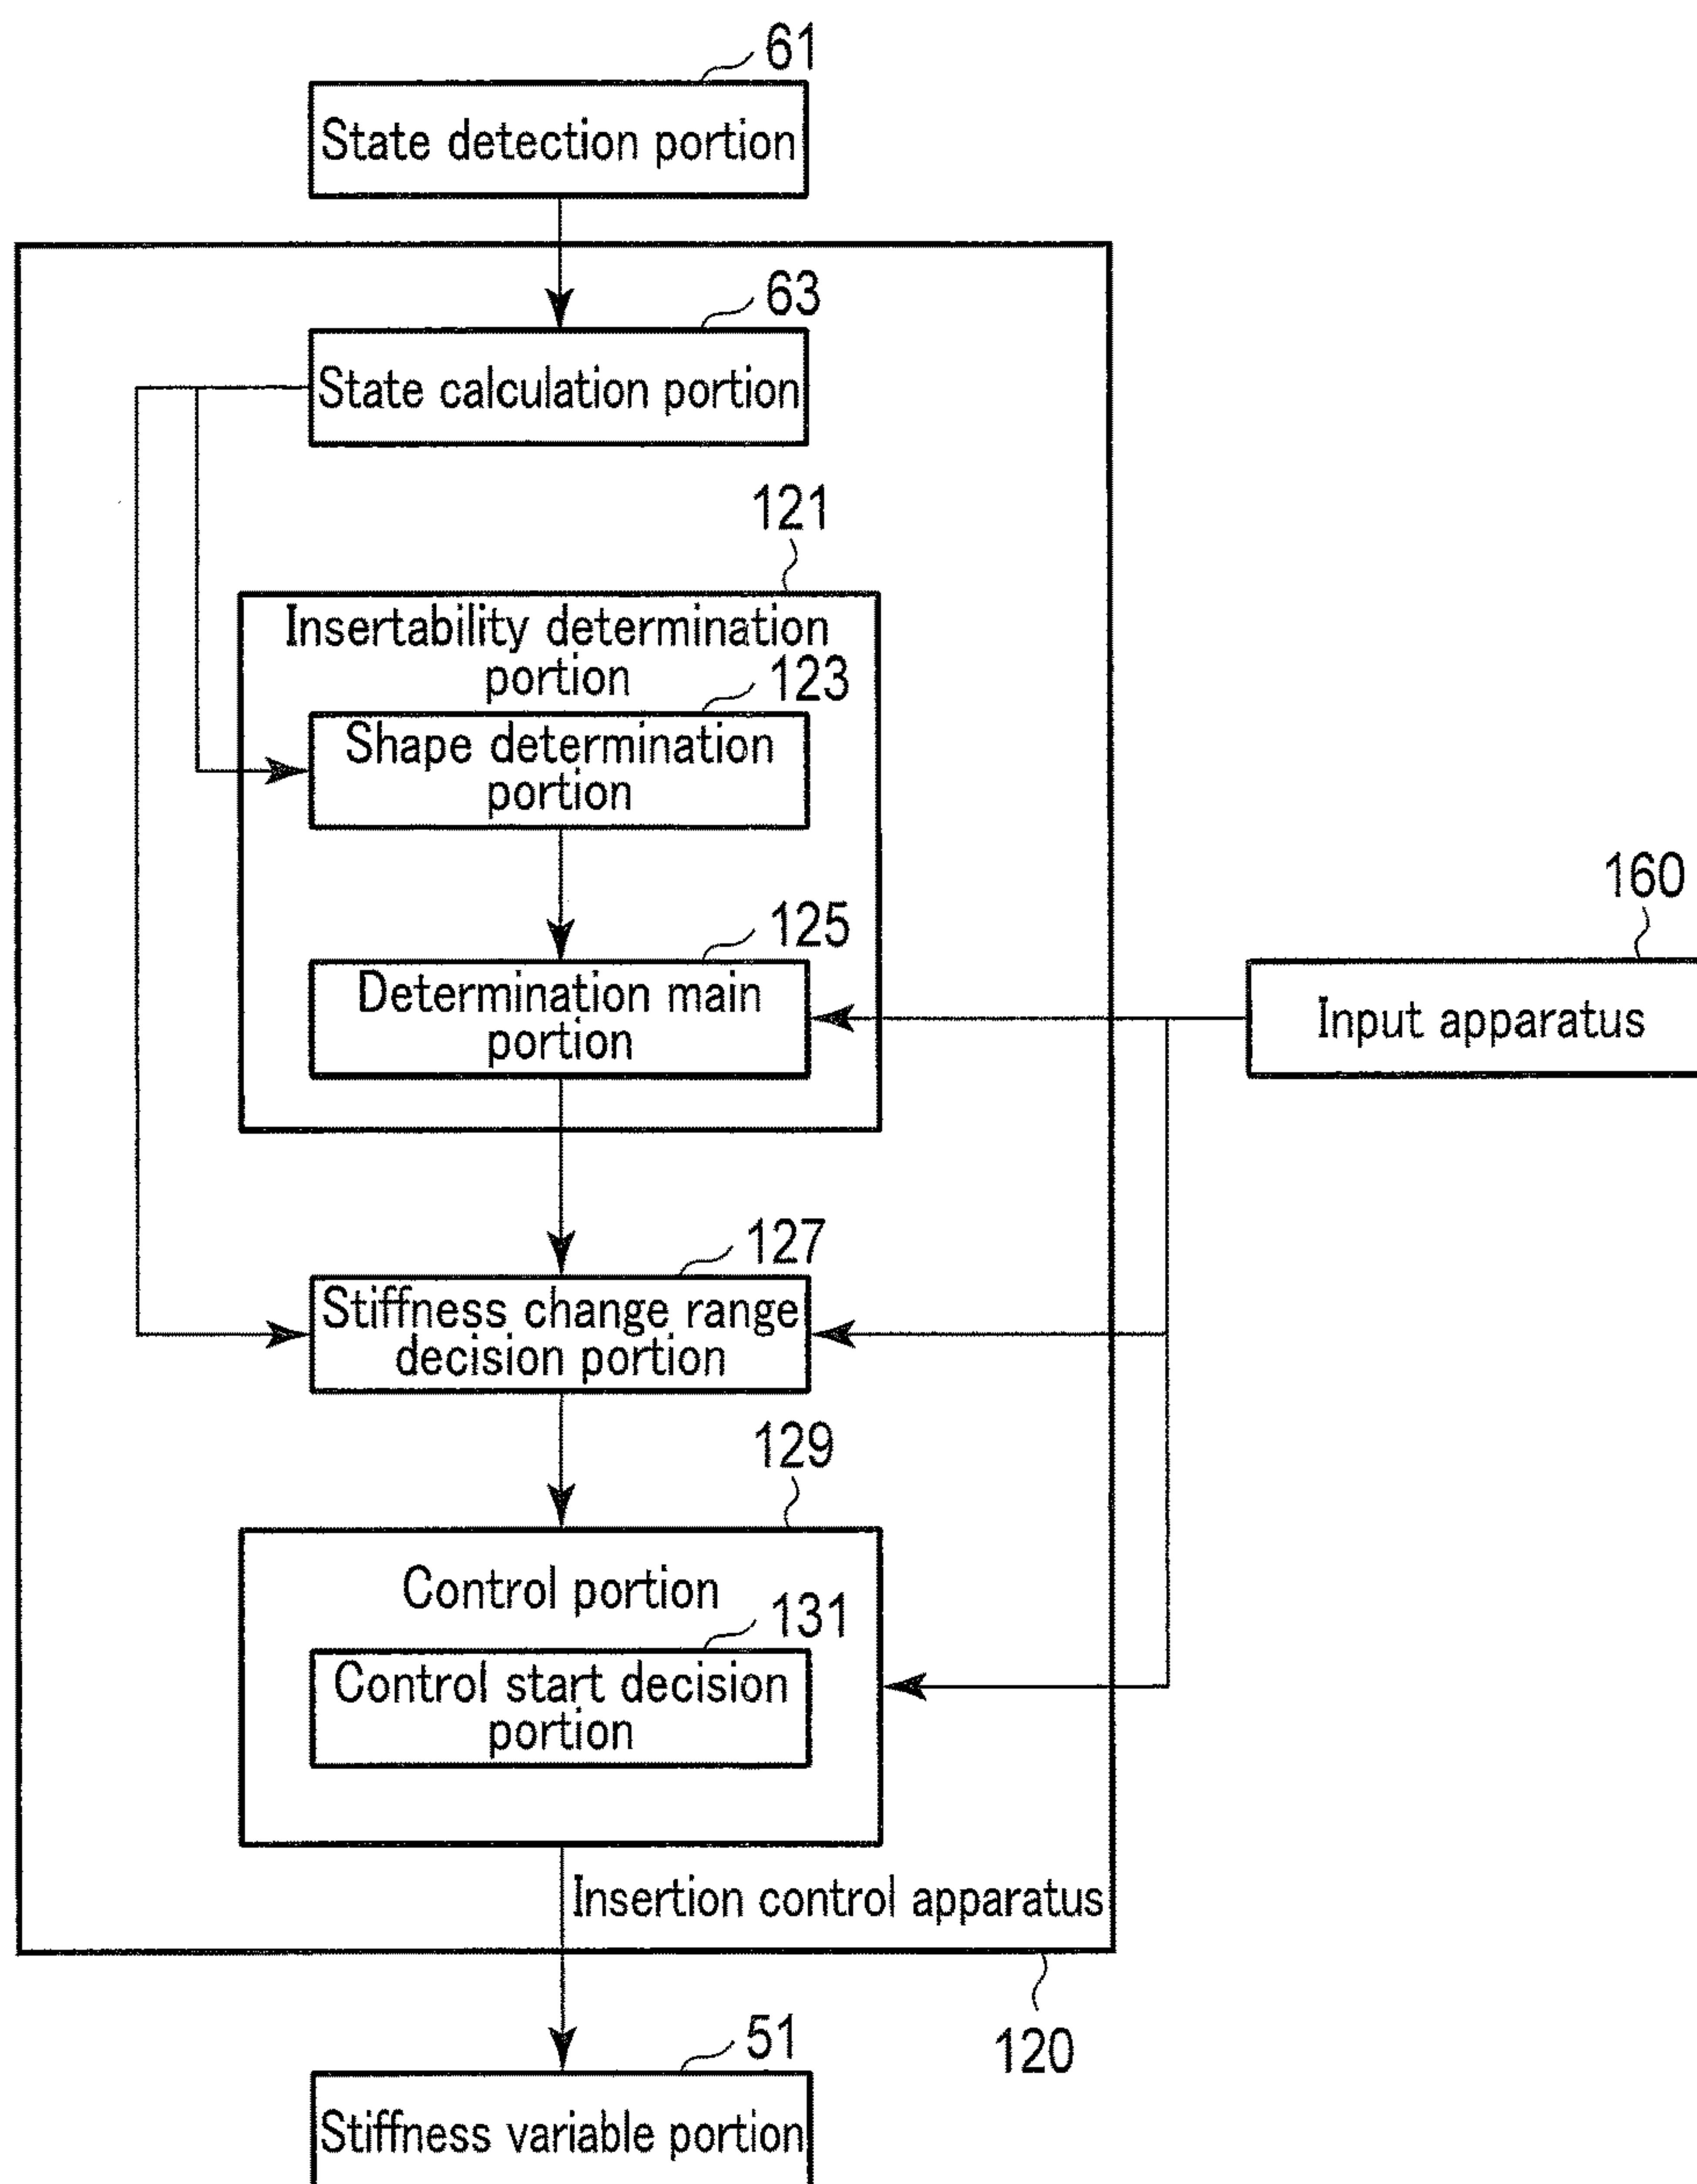 61
State detection portion
63
State calculation portion
121
Insertability determination
portion
123
Shape determination
portion
125
Determination main
portion
160
Input apparatus
127
Stiffness change range
decision portion
129
Control portion
131
Control start decision
portion
Insertion control apparatus
120
51
Stiffness variable portion